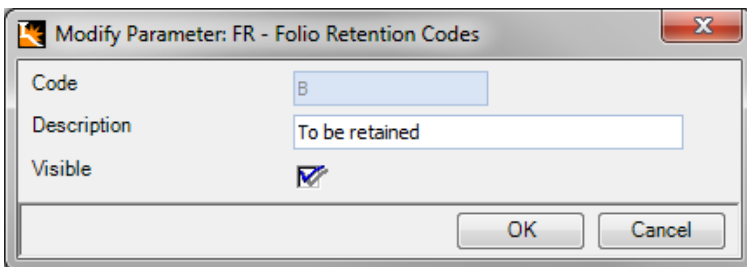 Modify Parameter: FR - Folio Retention Codes
Code B
Description To be retained
Visible
OK Cancel